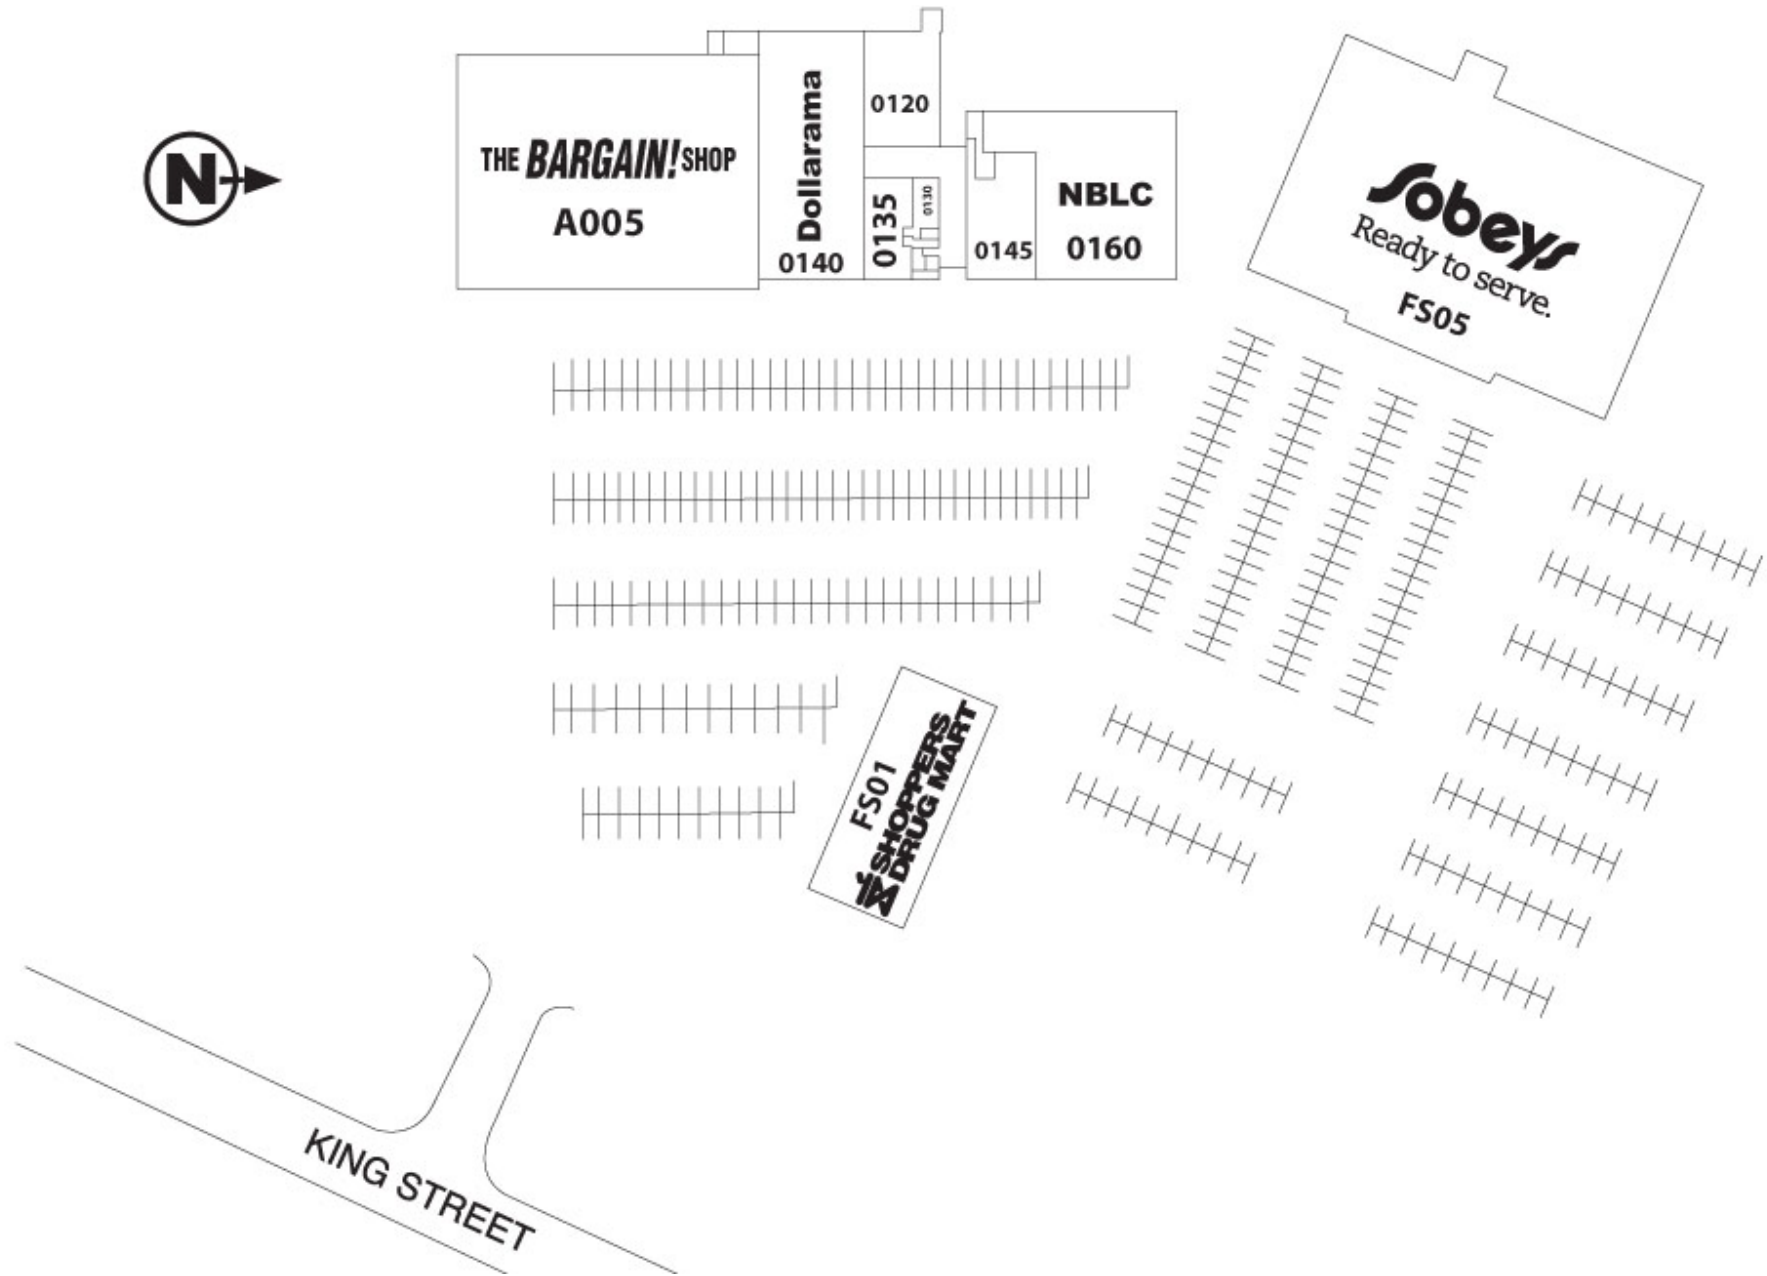 N
THE BARGAIN! SHOP
A005
Dollarama
0140
0120
0135
0130
0145
NBLC
0160
Sobeys
Ready to serve.
FS05
FS01
SHOPPERS
DRUG MART
KING STREET